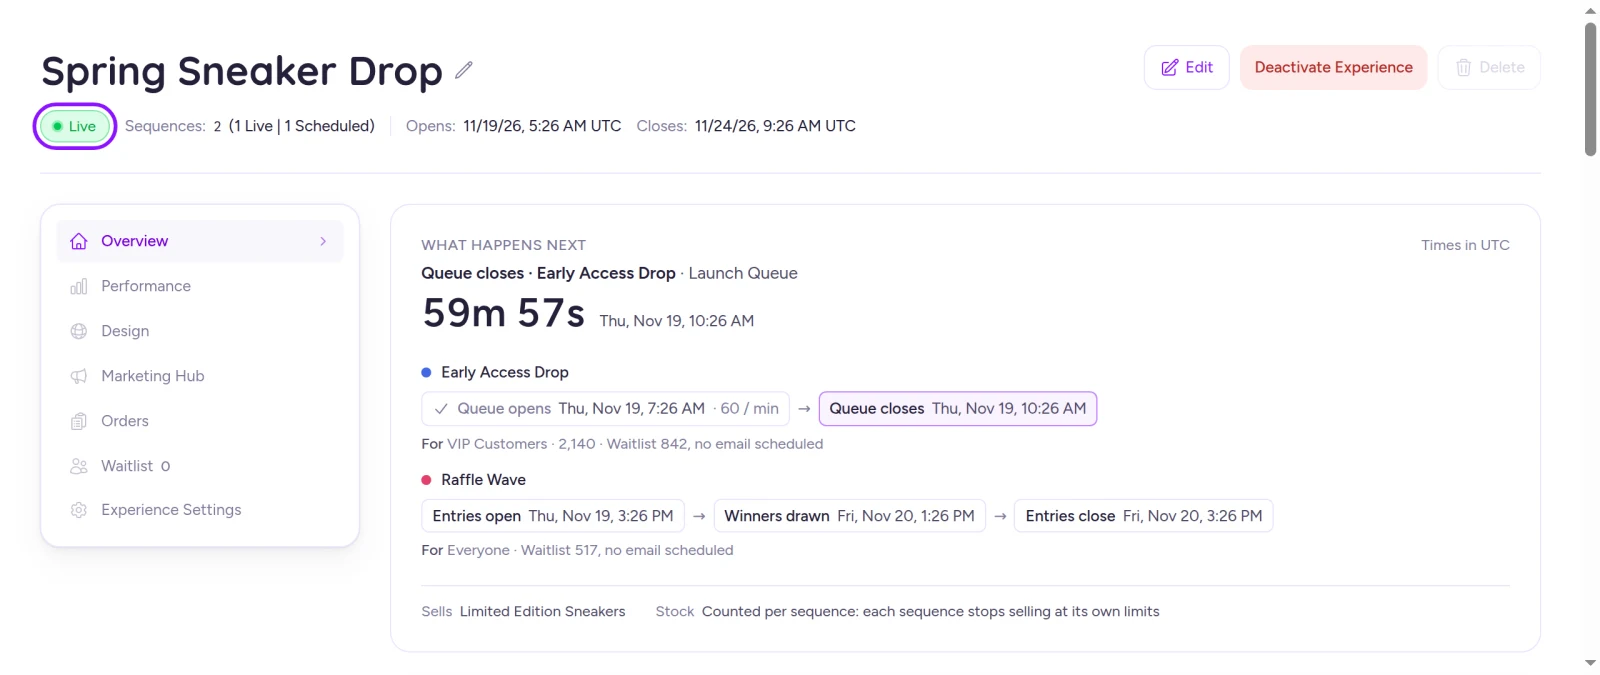 Spring Sneaker Drop
Edit
Deactivate Experience
Delete
Live
Sequences: 2 (1 Live | 1 Scheduled)
Opens: 11/19/26, 5:26 AM UTC
Closes: 11/24/26, 9:26 AM UTC
Overview
Performance
Design
Marketing Hub
Orders
Waitlist 0
Experience Settings
WHAT HAPPENS NEXT
Times in UTC
Queue closes · Early Access Drop · Launch Queue
59m 57s Thu, Nov 19, 10:26 AM
Early Access Drop
Queue opens Thu, Nov 19, 7:26 AM · 60 / min → Queue closes Thu, Nov 19, 10:26 AM
For VIP Customers · 2,140 · Waitlist 842, no email scheduled
Raffle Wave
Entries open Thu, Nov 19, 3:26 PM → Winners drawn Fri, Nov 20, 1:26 PM → Entries close Fri, Nov 20, 3:26 PM
For Everyone · Waitlist 517, no email scheduled
Sells Limited Edition Sneakers
Stock Counted per sequence: each sequence stops selling at its own limits